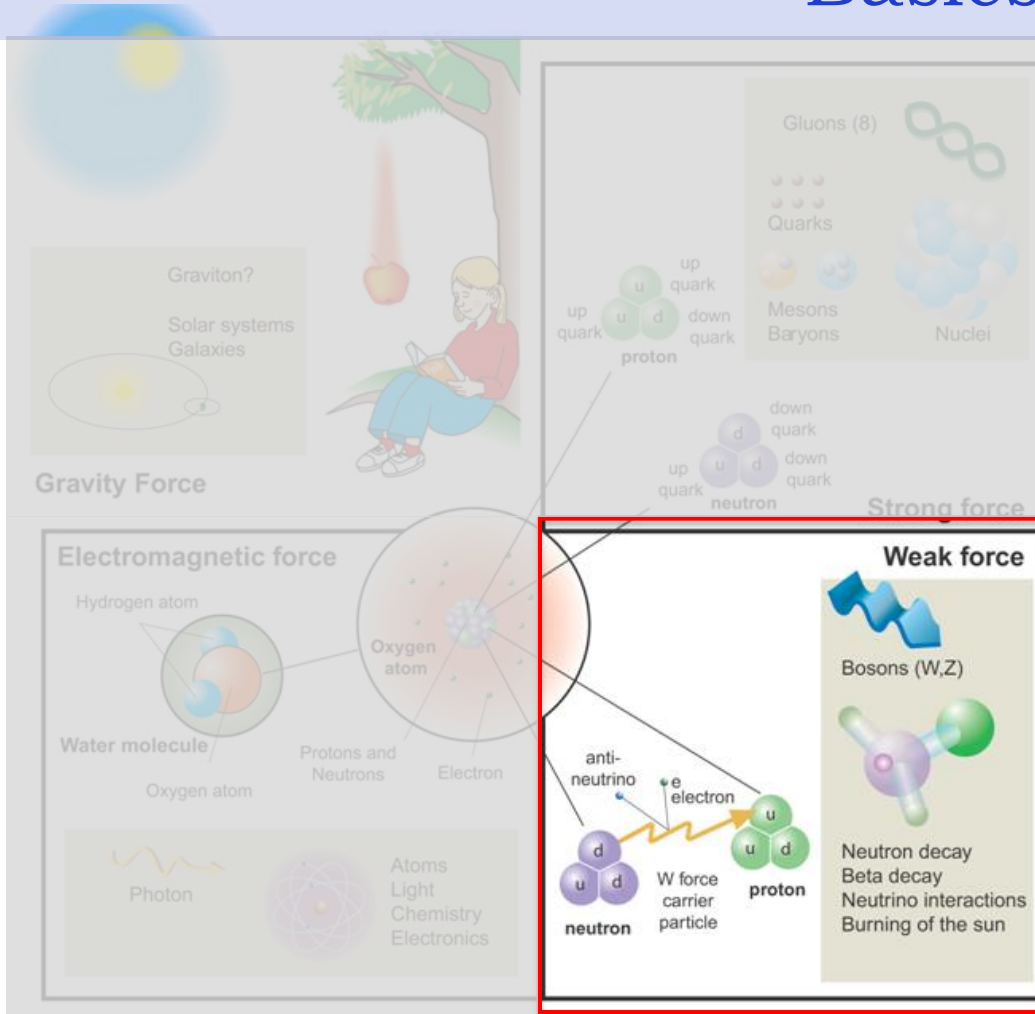 Basics
Gluons (8)
Quarks
Mesons
Baryons
Nuclei
up
quark
u
up
quark
u
d
down
quark
proton
Graviton?
Solar systems
Galaxies
Gravity Force
down
quark
d
up
quark
u
d
down
quark
neutron
Strong force
Electromagnetic force
Hydrogen atom
Oxygen
atom
Water molecule
Oxygen atom
Protons and
Neutrons
Electron
Photon
Atoms
Light
Chemistry
Electronics
Weak force
Bosons (W,Z)
anti-
neutrino
e
electron
d
u
d
neutron
W force
carrier
particle
u
u
d
proton
Neutron decay
Beta decay
Neutrino interactions
Burning of the sun